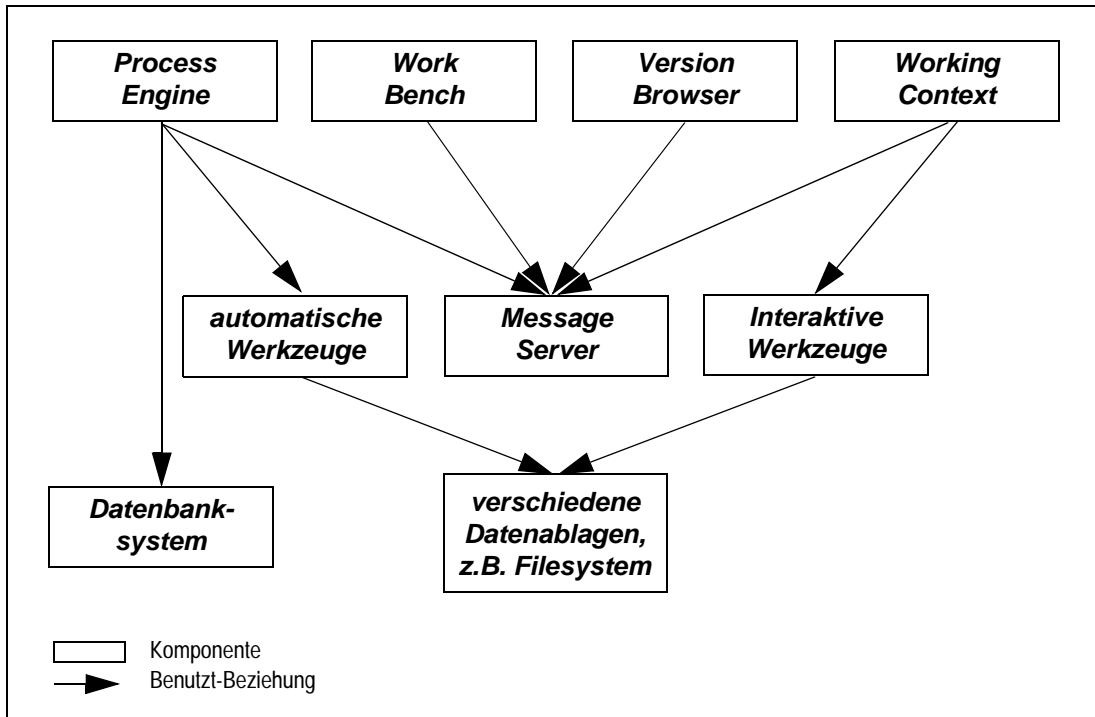 Process
Engine
Work
Bench
Version
Browser
Working
Context
automatische
Werkzeuge
Message
Server
Interaktive
Werkzeuge
Datenbank-
system
verschiedene
Datenablagen,
z.B. Filesystem
Komponente
Benutzt-Beziehung